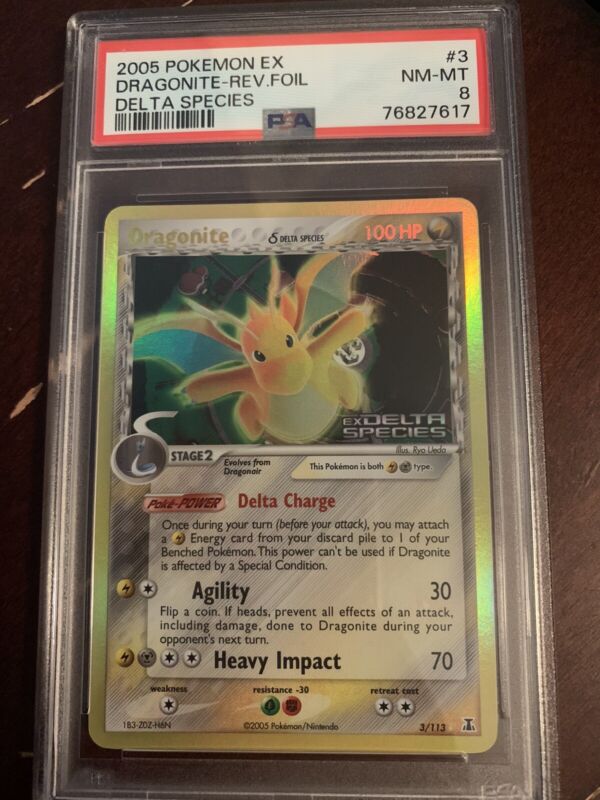 2005 POKEMON EX #3
DRAGONITE-REV.FOIL NM-MT
DELTA SPECIES 8
PSA 76827617
Dragonite δ DELTA SPECIES 100 HP
EX DELTA
SPECIES
Illus. Ryo Ueda
STAGE2
Evolves from
Dragonair
This Pokémon is both type.
Poké-POWER Delta Charge
Once during your turn (before your attack), you may attach
a Energy card from your discard pile to 1 of your
Benched Pokémon. This power can't be used if Dragonite
is affected by a Special Condition.
Agility 30
Flip a coin. If heads, prevent all effects of an attack,
including damage, done to Dragonite during your
opponent's next turn.
Heavy Impact 70
weakness resistance -30 retreat cost
1B3-ZDZ-H6N ©2005 Pokémon/Nintendo 3/113